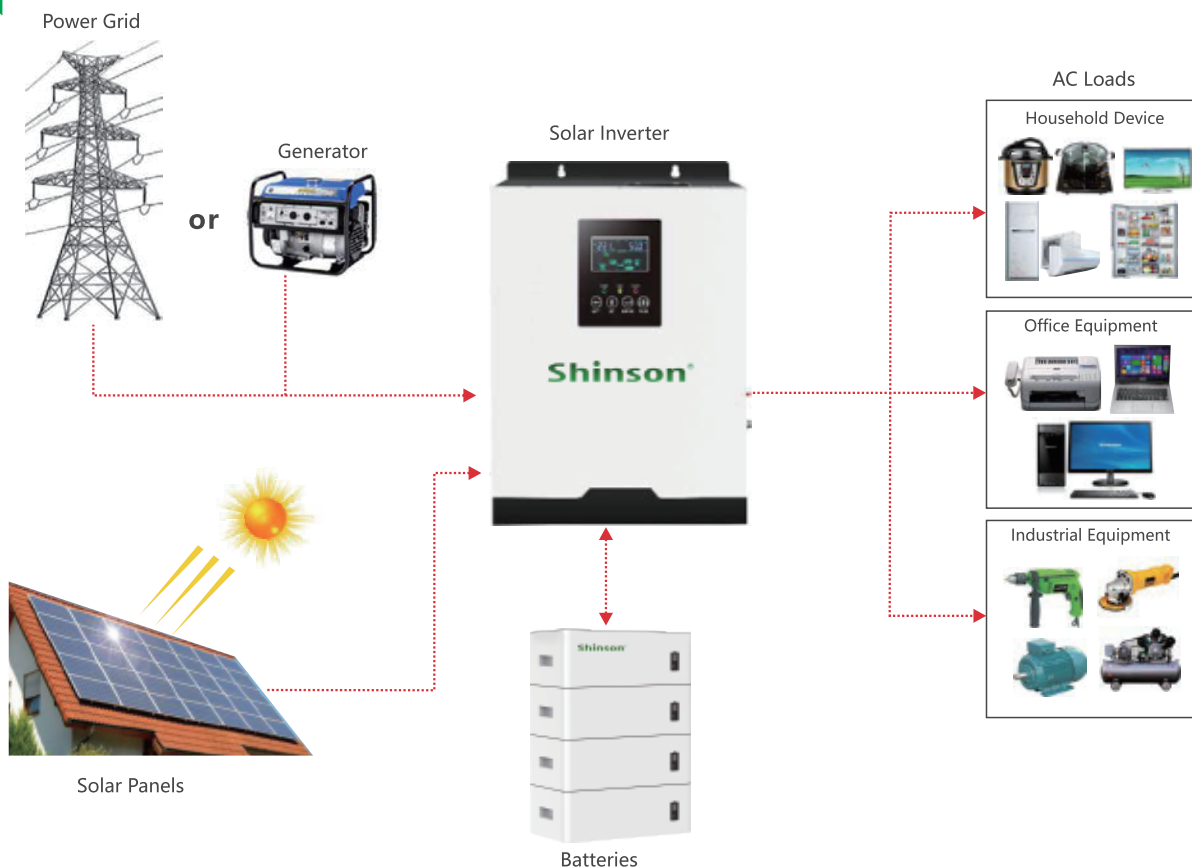 Power Grid
Generator
or
Solar Inverter
Shinson
Solar Panels
Shinson
Batteries
AC Loads
Household Device
Office Equipment
Industrial Equipment